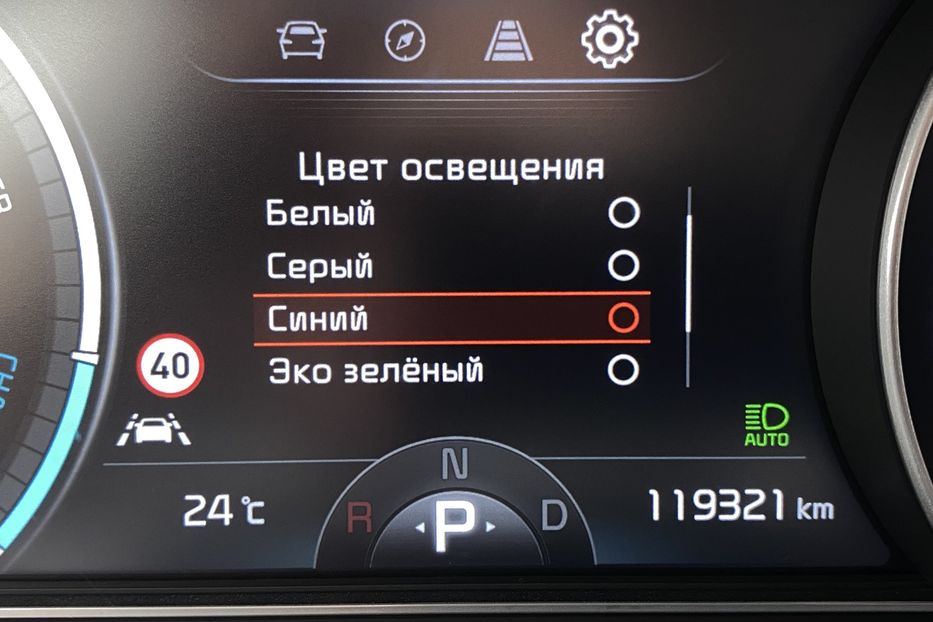 Цвет освещения
Белый
Серый
Синий
Эко зелёный
40
AUTO
N
24 °C
R P D
119321 km